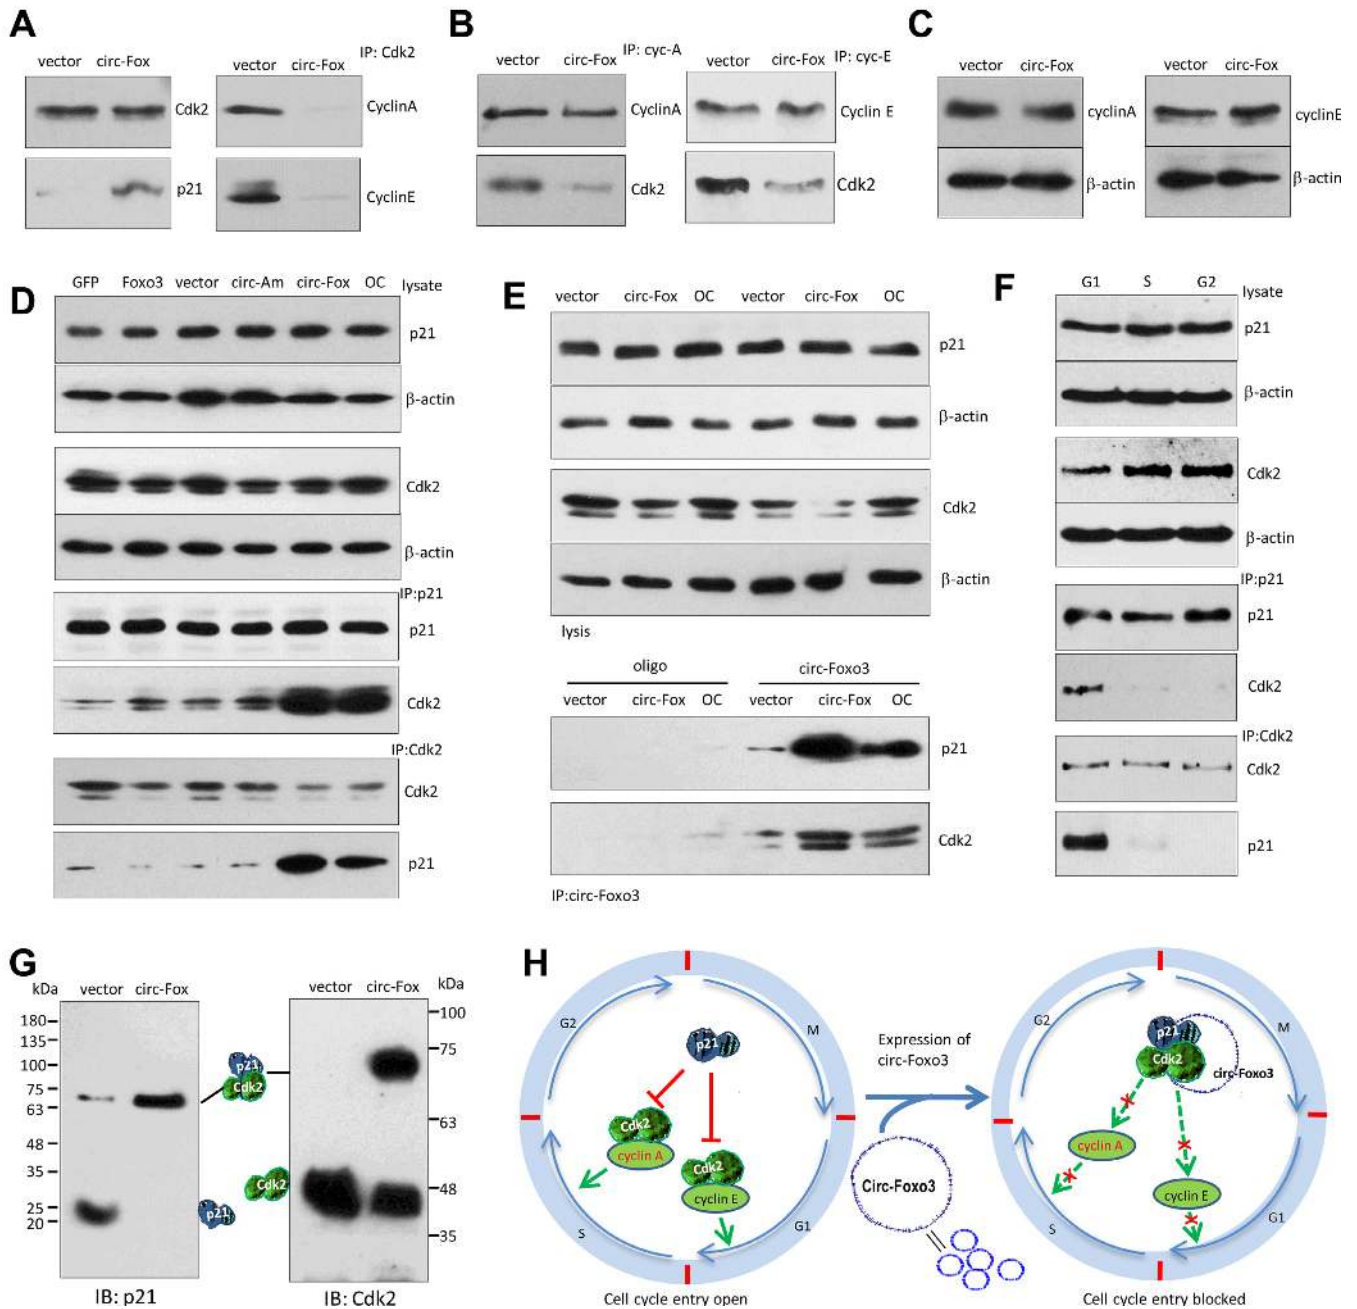 A
vector circ-Fox IP: Cdk2
vector circ-Fox
Cdk2
CyclinA
p21
CyclinE
B
vector circ-Fox IP: cyc-A
vector circ-Fox IP: cyc-E
CyclinA
Cyclin E
Cdk2
Cdk2
C
vector circ-Fox
vector circ-Fox
cyclinA
cyclinE
β-actin
β-actin
D
GFP Foxo3 vector circ-Am circ-Fox OC lysate
p21
β-actin
Cdk2
β-actin
IP:p21
p21
Cdk2
IP:Cdk2
Cdk2
p21
E
vector circ-Fox OC vector circ-Fox OC
p21
β-actin
Cdk2
β-actin
lysis
oligo circ-Foxo3
vector circ-Fox OC vector circ-Fox OC
p21
Cdk2
IP:circ-Foxo3
F
G1 S G2 lysate
p21
β-actin
Cdk2
β-actin
IP:p21
p21
Cdk2
IP:Cdk2
Cdk2
p21
G
kDa vector circ-Fox
180
135
100
75
63
48
35
25
20
IB: p21
p21
Cdk2
Cdk2
p21
vector circ-Fox kDa
100
75
63
48
35
IB: Cdk2
H
G2
M
p21
Cdk2
cyclin A
Cdk2
cyclin E
S
G1
Cell cycle entry open
Expression of
circ-Foxo3
Circ-Foxo3
G2
M
p21
Cdk2
circ-Foxo3
cyclin A
cyclin E
S
G1
Cell cycle entry blocked